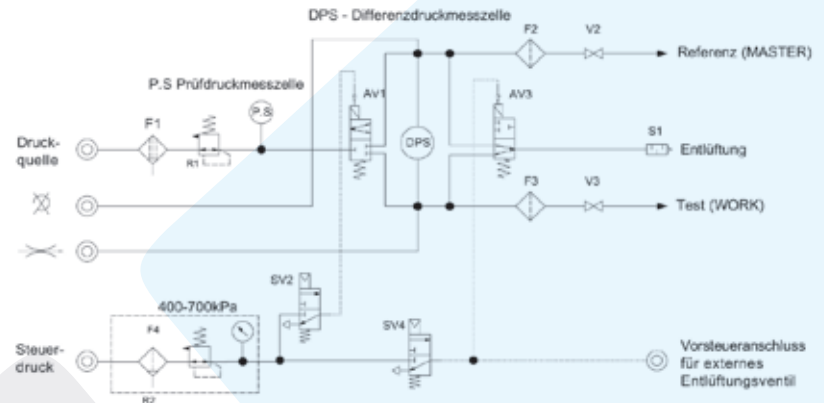 DPS - Differenzdruckmesszelle
F2
V2
Referenz (MASTER)
P.S Prüfdruckmesszelle
AV1
AV3
F1
P.S
Druck-
quelle
R1
DPS
S1
Entlüftung
F3
V3
Test (WORK)
SV2
400-700kPa
SV4
F4
Steuer-
druck
R2
Vorsteueranschluss
für externes
Entlüftungsventil